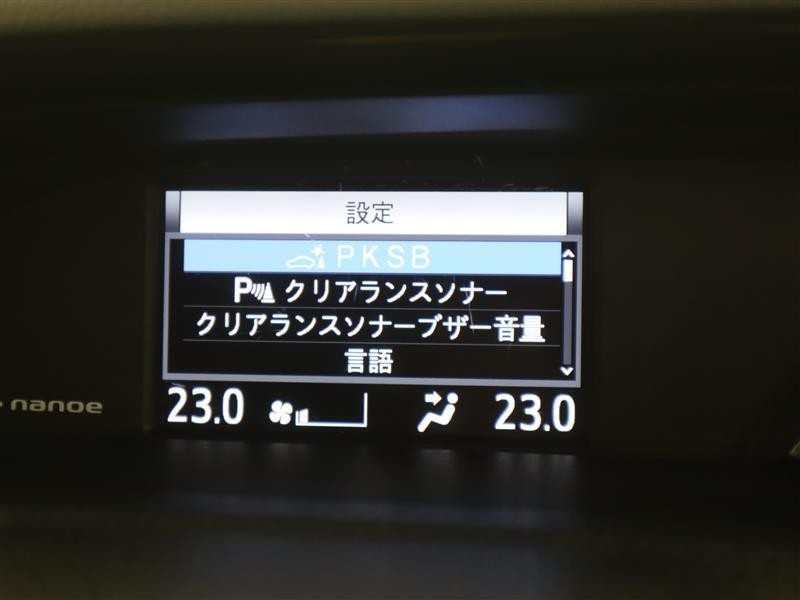 設定
PKSB
P クリアランスソナー
クリアランスソナーブザー音量
言語
nanoe
23.0 23.0